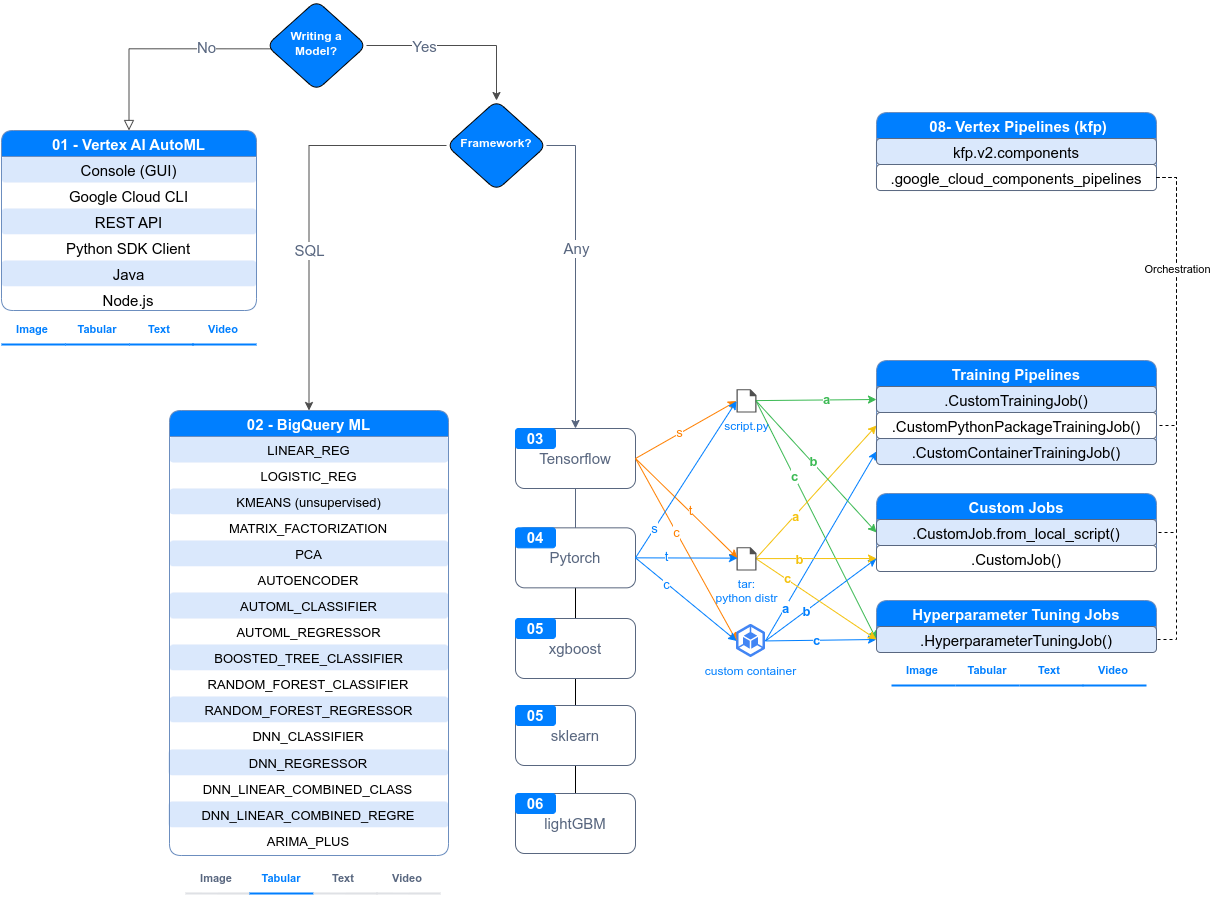 Writing a
Model?
No
Yes
Framework?
SQL
Any
01 - Vertex AI AutoML
Console (GUI)
Google Cloud CLI
REST API
Python SDK Client
Java
Node.js
Image Tabular Text Video
02 - BigQuery ML
LINEAR_REG
LOGISTIC_REG
KMEANS (unsupervised)
MATRIX_FACTORIZATION
PCA
AUTOENCODER
AUTOML_CLASSIFIER
AUTOML_REGRESSOR
BOOSTED_TREE_CLASSIFIER
RANDOM_FOREST_CLASSIFIER
RANDOM_FOREST_REGRESSOR
DNN_CLASSIFIER
DNN_REGRESSOR
DNN_LINEAR_COMBINED_CLASS
DNN_LINEAR_COMBINED_REGRE
ARIMA_PLUS
Image Tabular Text Video
03
Tensorflow
04
Pytorch
05
xgboost
05
sklearn
06
lightGBM
s
t
c
s
t
c
script.py
tar:
python distr
custom container
a
b
c
a
b
c
a
b
c
08- Vertex Pipelines (kfp)
kfp.v2.components
.google_cloud_components_pipelines
Orchestration
Training Pipelines
.CustomTrainingJob()
.CustomPythonPackageTrainingJob()
.CustomContainerTrainingJob()
Custom Jobs
.CustomJob.from_local_script()
.CustomJob()
Hyperparameter Tuning Jobs
.HyperparameterTuningJob()
Image Tabular Text Video